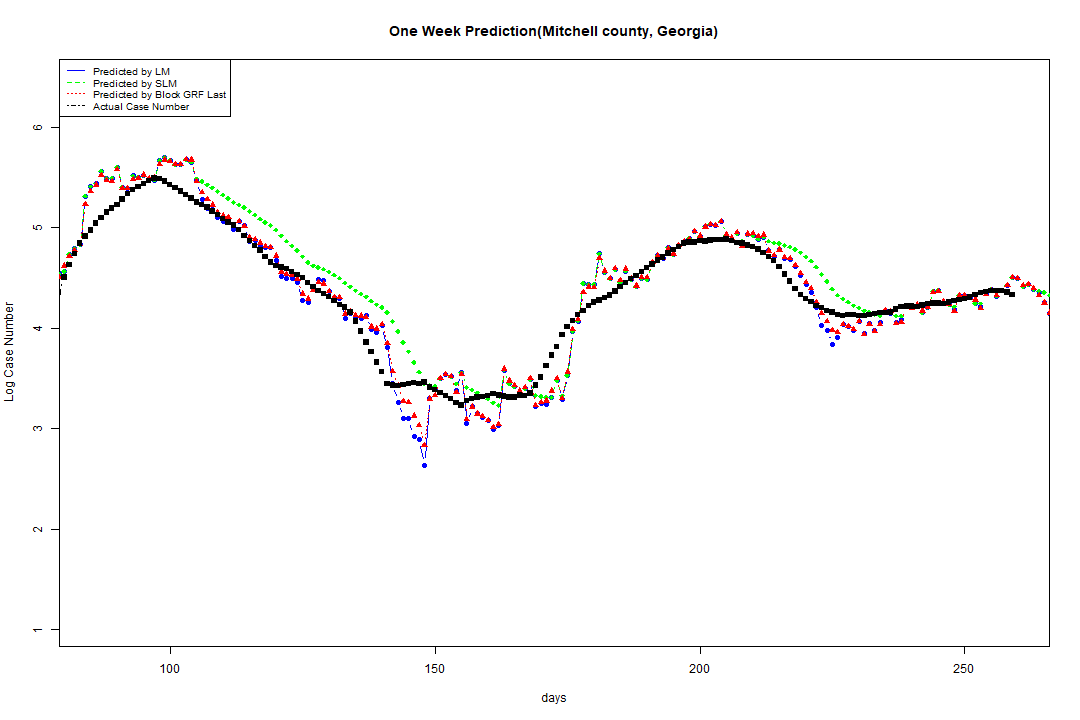 One Week Prediction(Mitchell county, Georgia)
Predicted by LM
Predicted by SLM
Predicted by Block GRF Last
Actual Case Number
6
5
4
3
2
1
Log Case Number
100 150 200 250
days